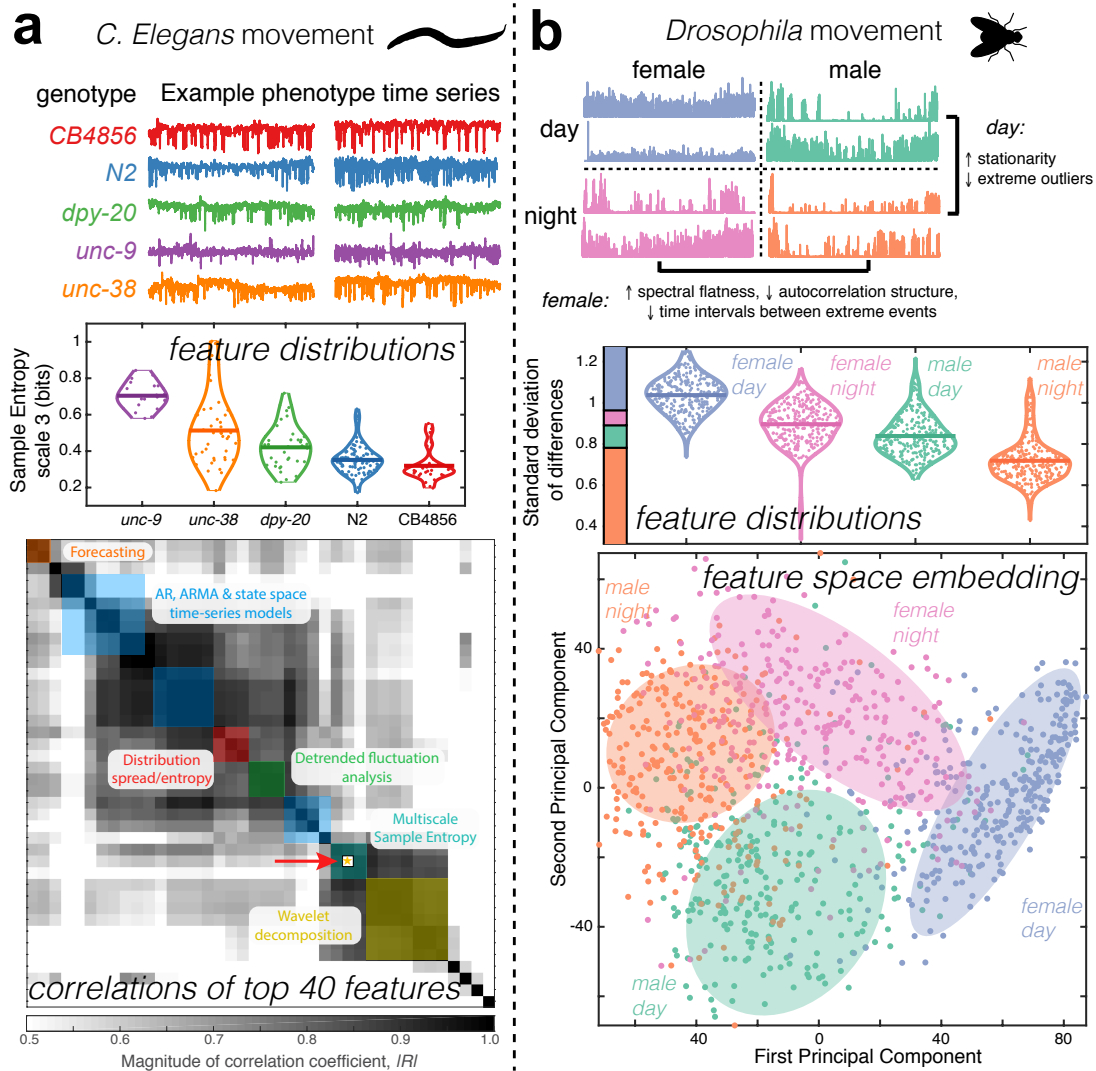 a
C. Elegans movement
genotype
Example phenotype time series
CB4856
N2
dpy-20
unc-9
unc-38
feature distributions
Sample Entropy
scale 3 (bits)
1
0.8
0.6
0.4
0.2
unc-9
unc-38
dpy-20
N2
CB4856
Forecasting
AR, ARMA & state space
time-series models
Distribution
spread/entropy
Detrended fluctuation
analysis
Multiscale
Sample Entropy
Wavelet
decomposition
correlations of top 40 features
0.5
0.6
0.7
0.8
0.9
1.0
Magnitude of correlation coefficient, |R|
b
Drosophila movement
female
male
day
night
day:
↑ stationarity
↓ extreme outliers
female:
↑ spectral flatness, ↓ autocorrelation structure,
↓ time intervals between extreme events
Standard deviation
of differences
1.2
1
0.8
0.6
0.4
female
day
female
night
male
day
male
night
feature distributions
feature space embedding
male
night
female
night
female
day
male
day
Second Principal Component
40
0
-40
80
40
0
40
80
First Principal Component